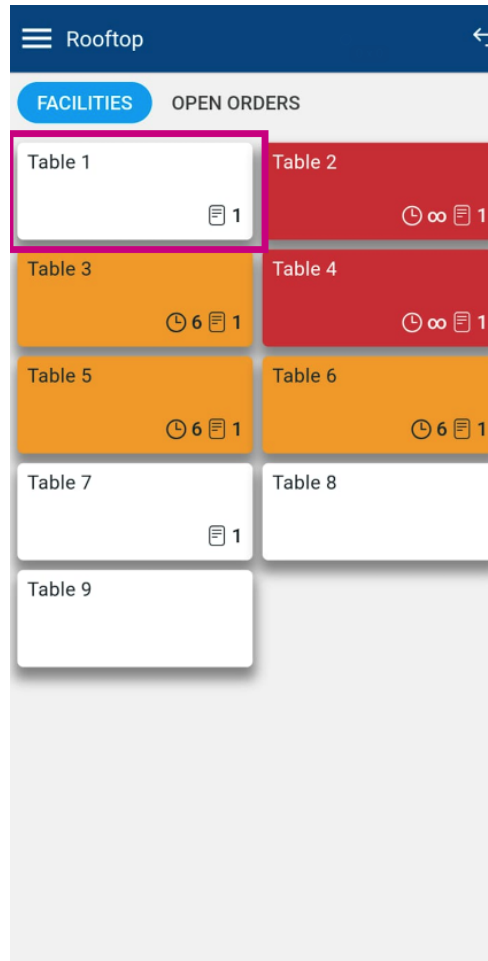 Rooftop
FACILITIES OPEN ORDERS
Table 1
1
Table 2
∞ 1
Table 3
6 1
Table 4
∞ 1
Table 5
6 1
Table 6
6 1
Table 7
1
Table 8
Table 9